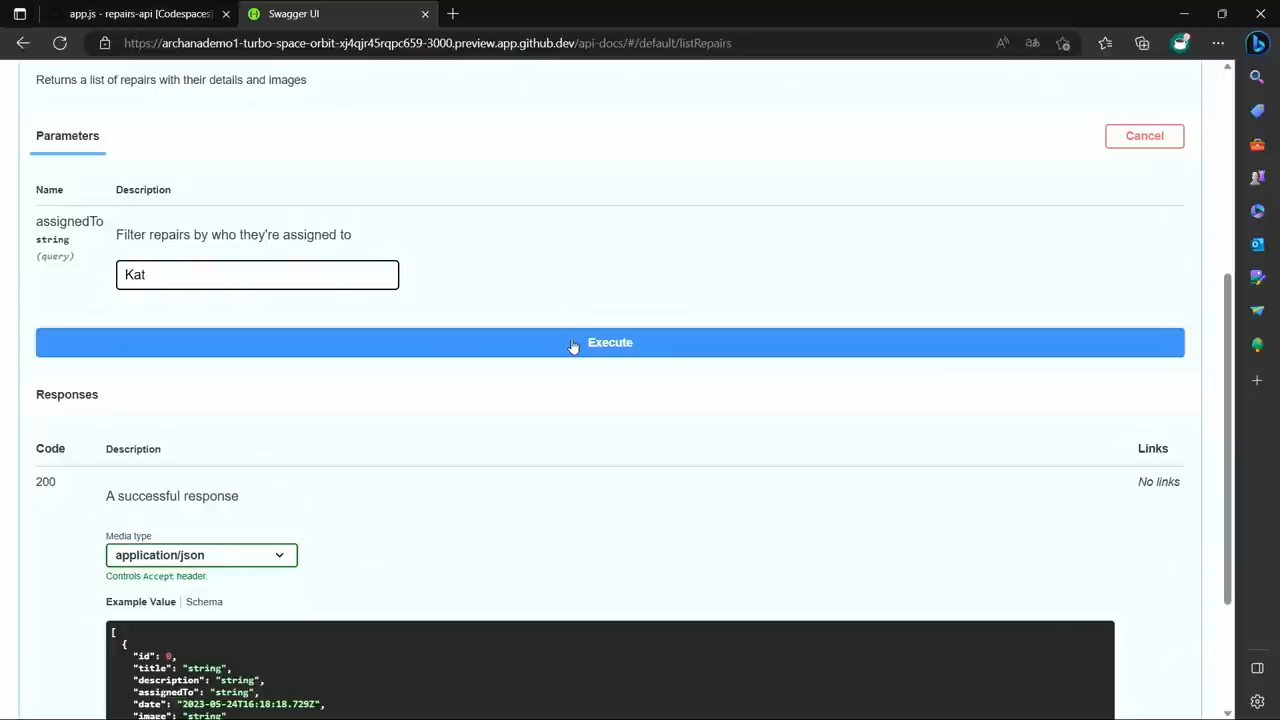 app.js - repairs-api [Codespaces]
Swagger UI
https://archanademo1-turbo-space-orbit-xj4qjr45rqpc659-3000.preview.app.github.dev/api-docs/#/default/listRepairs
Returns a list of repairs with their details and images
Parameters
Cancel
Name
Description
assignedTo
string
(query)
Filter repairs by who they're assigned to
Kat
Execute
Responses
Code
Description
Links
200
A successful response
No links
Media type
application/json
Controls Accept header.
Example Value
Schema
[
{
"id": 0,
"title": "string",
"description": "string",
"assignedTo": "string",
"date": "2023-05-24T16:18:18.729Z",
"image": "string"